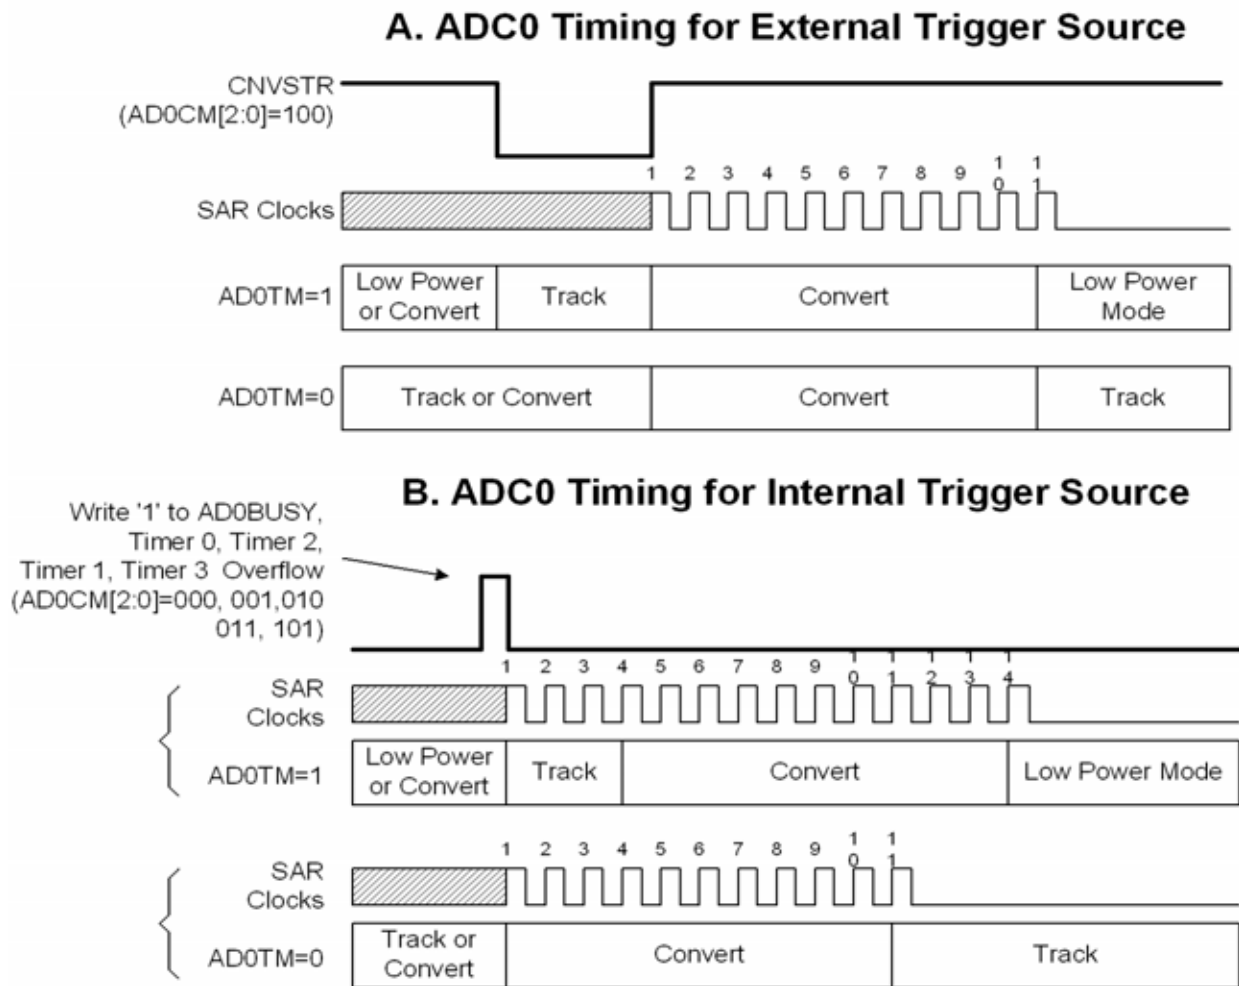 A. ADC0 Timing for External Trigger Source
CNVSTR
(AD0CM[2:0]=100)
1 2 3 4 5 6 7 8 9 10 11
SAR Clocks
AD0TM=1
Low Power
or Convert
Track
Convert
Low Power
Mode
AD0TM=0
Track or Convert
Convert
Track
B. ADC0 Timing for Internal Trigger Source
Write '1' to AD0BUSY,
Timer 0, Timer 2,
Timer 1, Timer 3 Overflow
(AD0CM[2:0]=000, 001,010
011, 101)
1 2 3 4 5 6 7 8 9 10 11 12 13 14
SAR
Clocks
AD0TM=1
Low Power
or Convert
Track
Convert
Low Power Mode
1 2 3 4 5 6 7 8 9 10 11
SAR
Clocks
AD0TM=0
Track or
Convert
Convert
Track